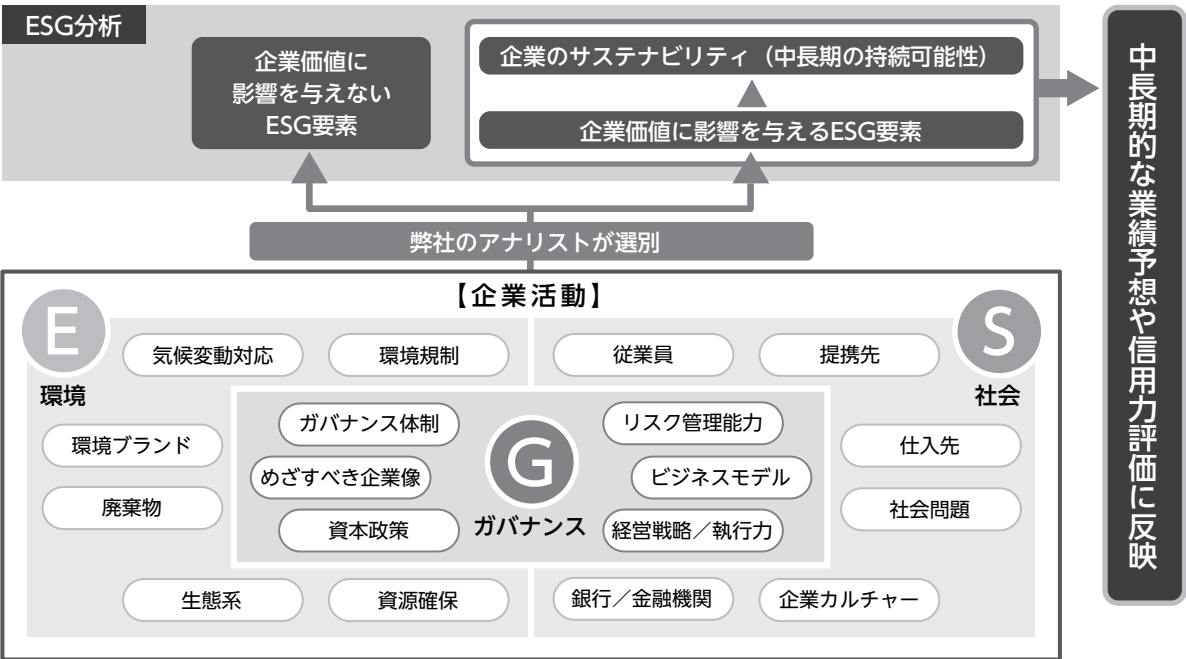 ESG分析
企業価値に
影響を与えない
ESG要素
企業のサステナビリティ（中長期の持続可能性）
企業価値に影響を与えるESG要素
中長期的な業績予想や信用力評価に反映
弊社のアナリストが選別
【企業活動】
E
環境
気候変動対応
環境規制
環境ブランド
廃棄物
生態系
資源確保
ガバナンス体制
めざすべき企業像
資本政策
G
ガバナンス
リスク管理能力
ビジネスモデル
経営戦略／執行力
S
社会
従業員
提携先
仕入先
社会問題
銀行／金融機関
企業カルチャー